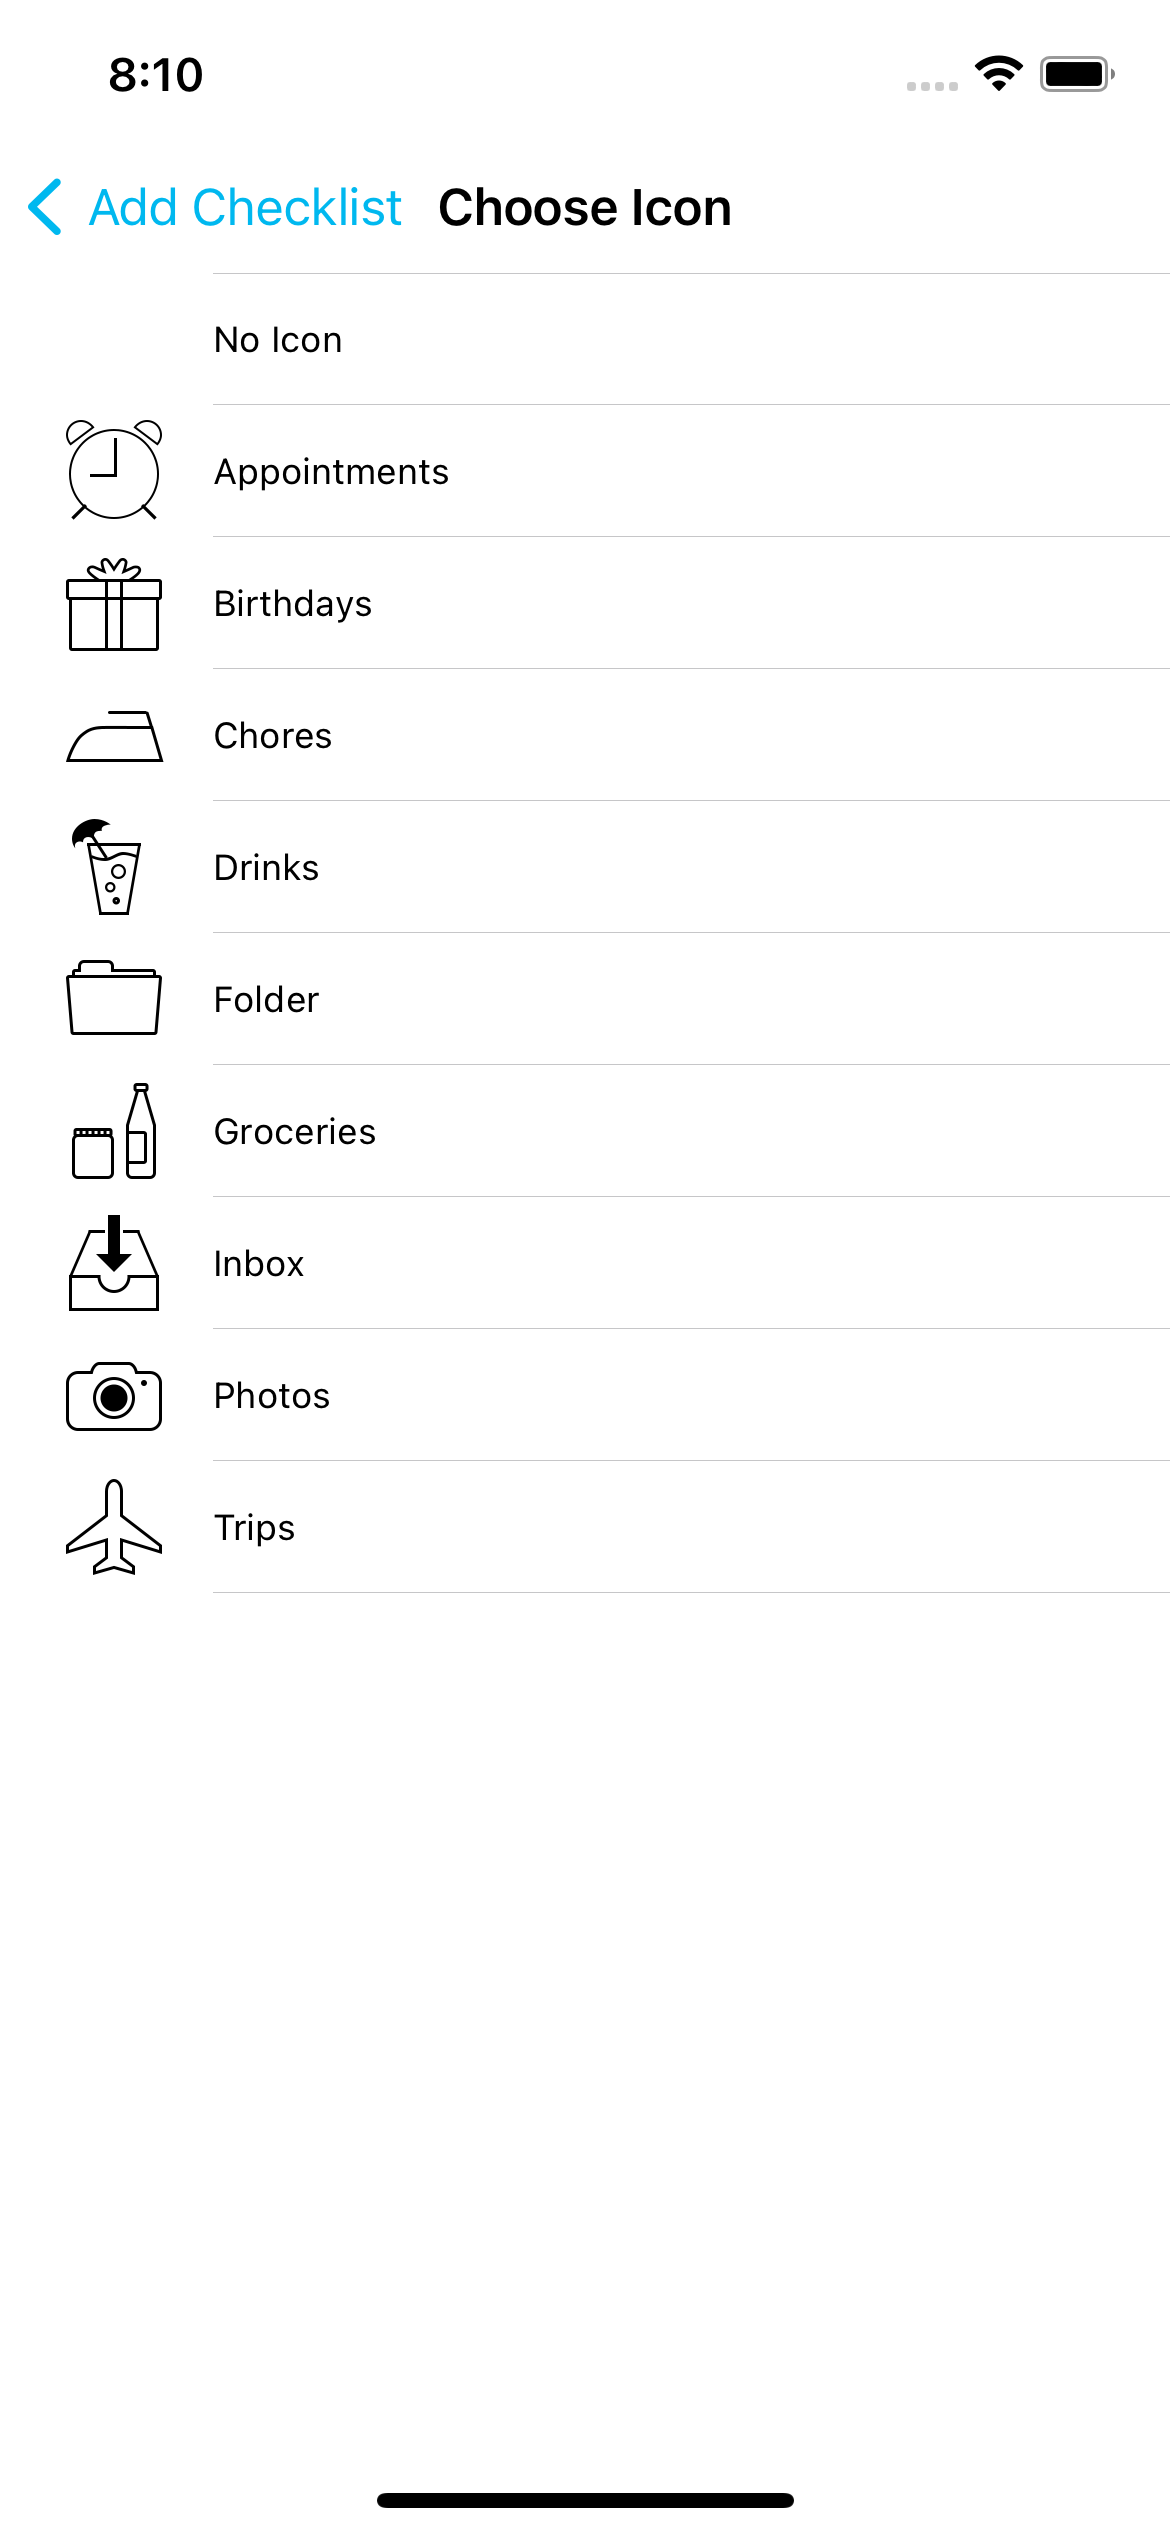 8:10
Add Checklist Choose Icon
No Icon
Appointments
Birthdays
Chores
Drinks
Folder
Groceries
Inbox
Photos
Trips